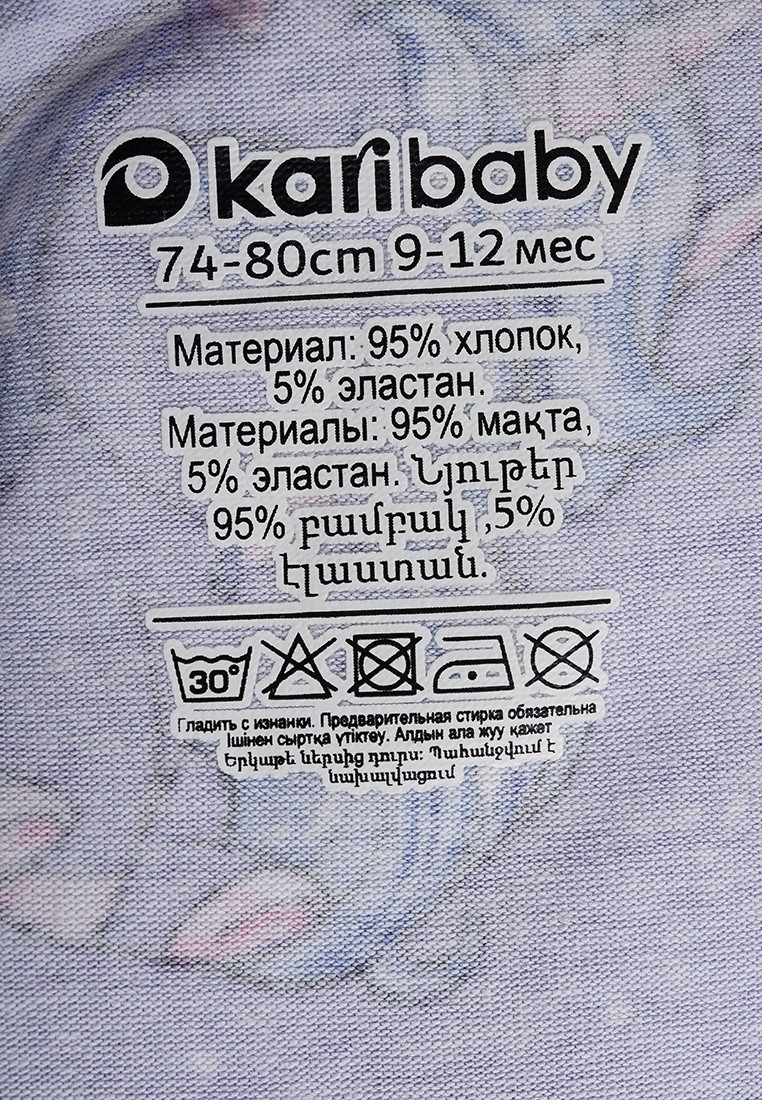 karibaby
74-80cm 9-12 мес
Материал: 95% хлопок,
5% эластан.
Материалы: 95% мақта,
5% эластан. Նյութեր
95% բամբակ ,5%
էլաստան.
30°
Гладить с изнанки. Предварительная стирка обязательна
Ішінен сыртқа үтіктеу. Алдын ала жуу қажет
Երկաթե ներսից դուրս: Պահանջվում է
նախալվացում